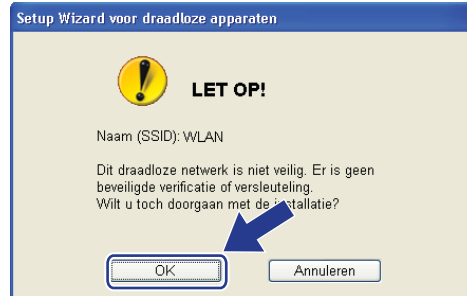 Setup Wizard voor draadloze apparaten
LET OP!
Naam (SSID): WLAN
Dit draadloze netwerk is niet veilig. Er is geen
beveiligde verificatie of versleuteling.
Wilt u toch doorgaan met de installatie?
OK
Annuleren